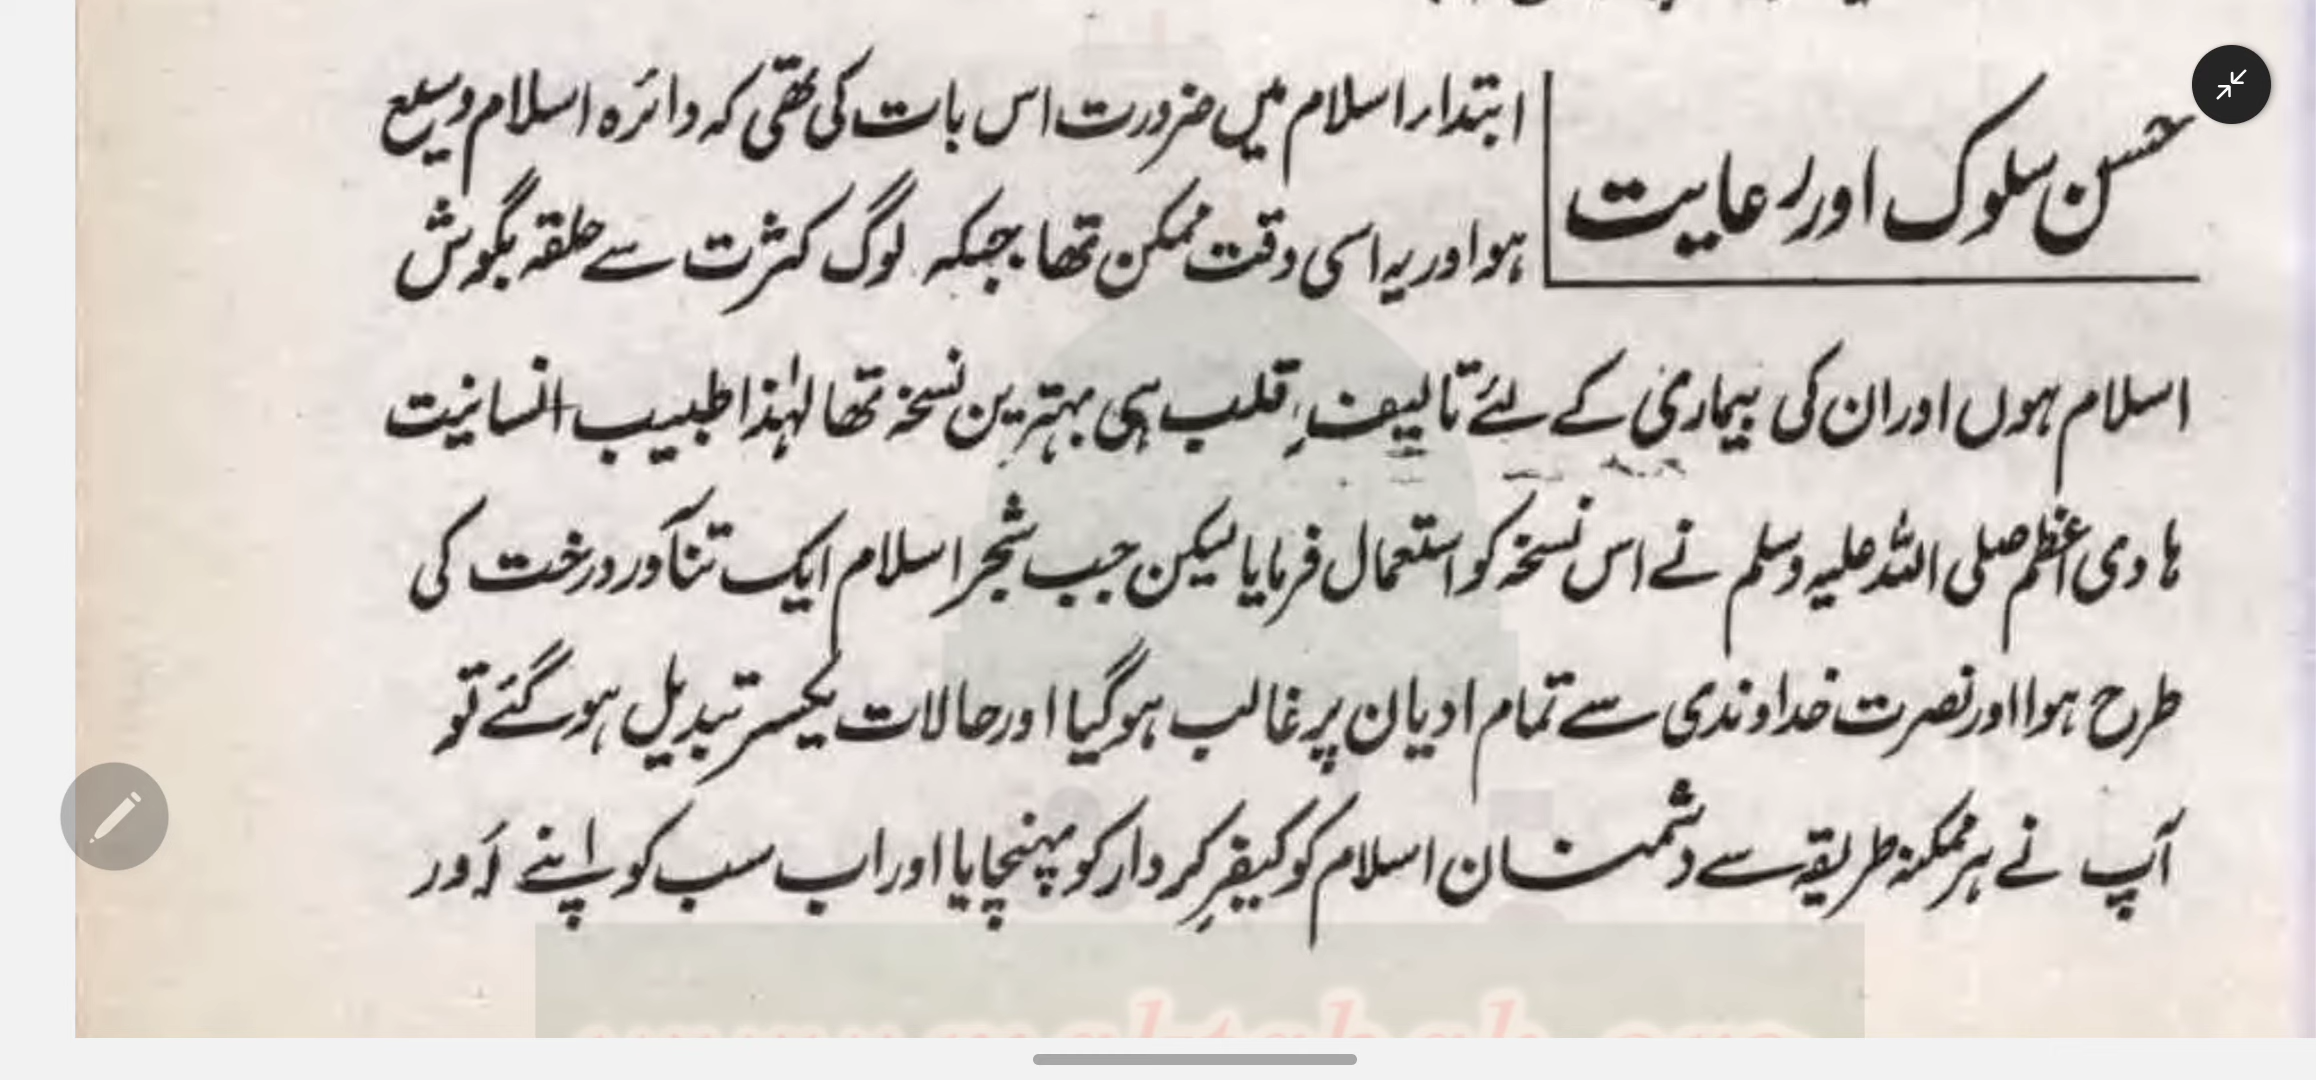 حسن سلوک اور رعایت
ابتداء اسلام میں ضرورت اس بات کی تھی کہ دائرہ اسلام وسیع
ہو اور یہ اسی وقت ممکن تھا جبکہ لوگ کثرت سے حلقہ بگوش
اسلام ہوں اور ان کی بیماری کے لئے تالیفِ قلب ہی بہترین نسخہ تھا لہٰذا طبیب انسانیت
ہادی اعظم صلی اللہ علیہ وسلم نے اس نسخہ کو استعمال فرمایا لیکن جب شجر اسلام ایک تناور درخت کی
طرح ہوا اور نصرت خداوندی سے تمام ادیان پر غالب ہوگیا اور حالات یکسر تبدیل ہوگئے تو
آپ نے ہر ممکنہ طریقہ سے دشمنان اسلام کو کیفرِ کردار کو پہنچایا اور اب سب کو اپنے اَور